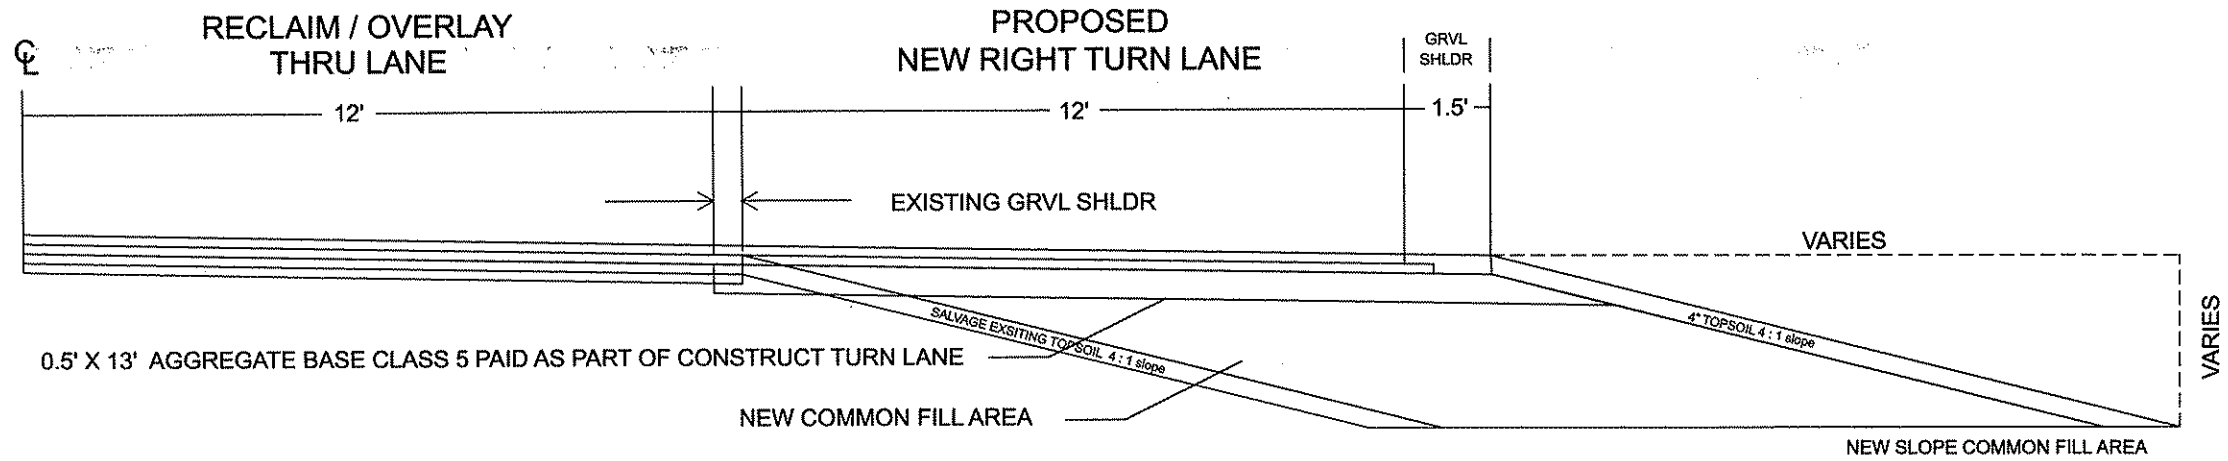 RECLAIM / OVERLAY
THRU LANE
PROPOSED
NEW RIGHT TURN LANE
GRVL
SHLDR
℄
12'
12'
1.5'
EXISTING GRVL SHLDR
VARIES
VARIES
SALVAGE EXSITING TOPSOIL 4 : 1 slope
4" TOPSOIL 4 : 1 slope
0.5' X 13' AGGREGATE BASE CLASS 5 PAID AS PART OF CONSTRUCT TURN LANE
NEW COMMON FILL AREA
NEW SLOPE COMMON FILL AREA